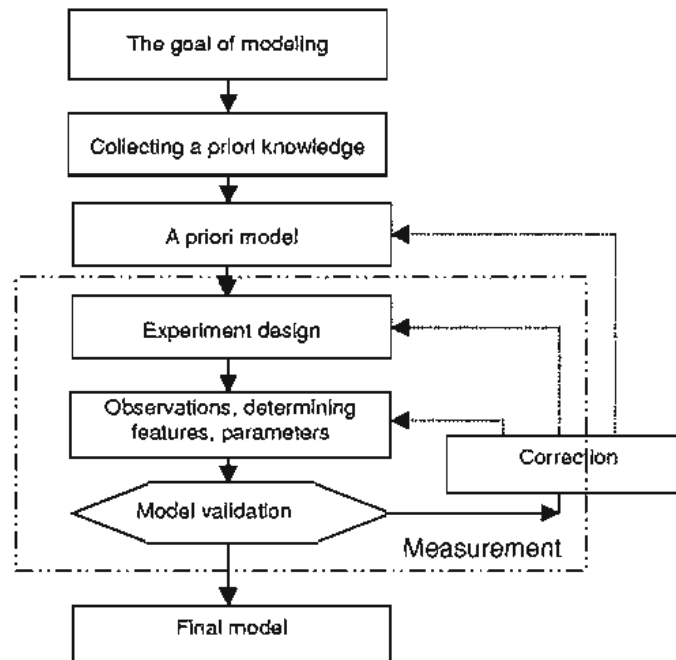 The goal of modeling
Collecting a priori knowledge
A priori model
Experiment design
Observations, determining
features, parameters
Correction
Model validation
Measurement
Final model